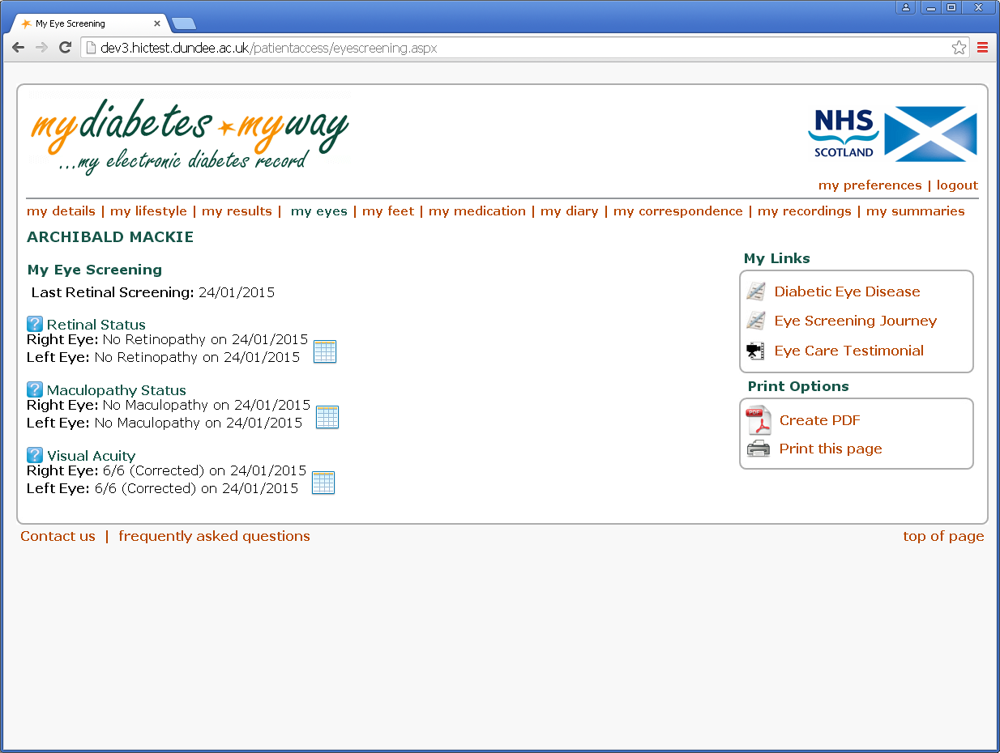 My Eye Screening
dev3.hictest.dundee.ac.uk/patientaccess/eyescreening.aspx
mydiabetes myway
...my electronic diabetes record
NHS
SCOTLAND
my preferences | logout
my details | my lifestyle | my results | my eyes | my feet | my medication | my diary | my correspondence | my recordings | my summaries
ARCHIBALD MACKIE
My Eye Screening
Last Retinal Screening: 24/01/2015
? Retinal Status
Right Eye: No Retinopathy on 24/01/2015
Left Eye: No Retinopathy on 24/01/2015
? Maculopathy Status
Right Eye: No Maculopathy on 24/01/2015
Left Eye: No Maculopathy on 24/01/2015
? Visual Acuity
Right Eye: 6/6 (Corrected) on 24/01/2015
Left Eye: 6/6 (Corrected) on 24/01/2015
My Links
Diabetic Eye Disease
Eye Screening Journey
Eye Care Testimonial
Print Options
PDF Create PDF
Print this page
Contact us | frequently asked questions
top of page